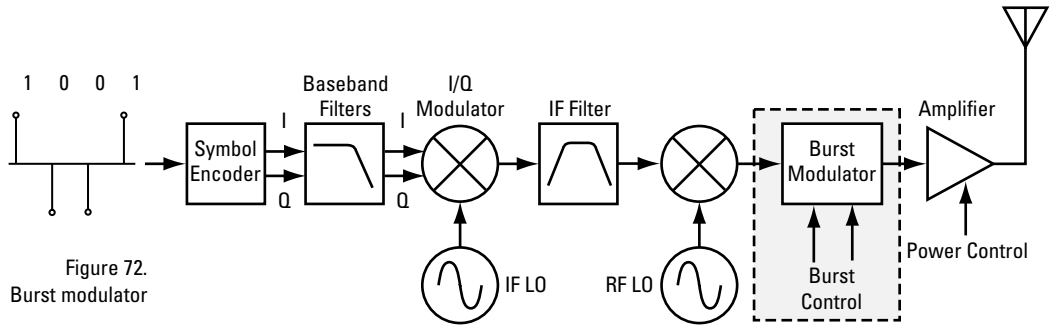 1 0 0 1
Symbol
Encoder
I
Q
Baseband
Filters
I
Q
I/Q
Modulator
IF LO
IF Filter
RF LO
Burst
Modulator
Burst
Control
Amplifier
Power Control
Figure 72.
Burst modulator